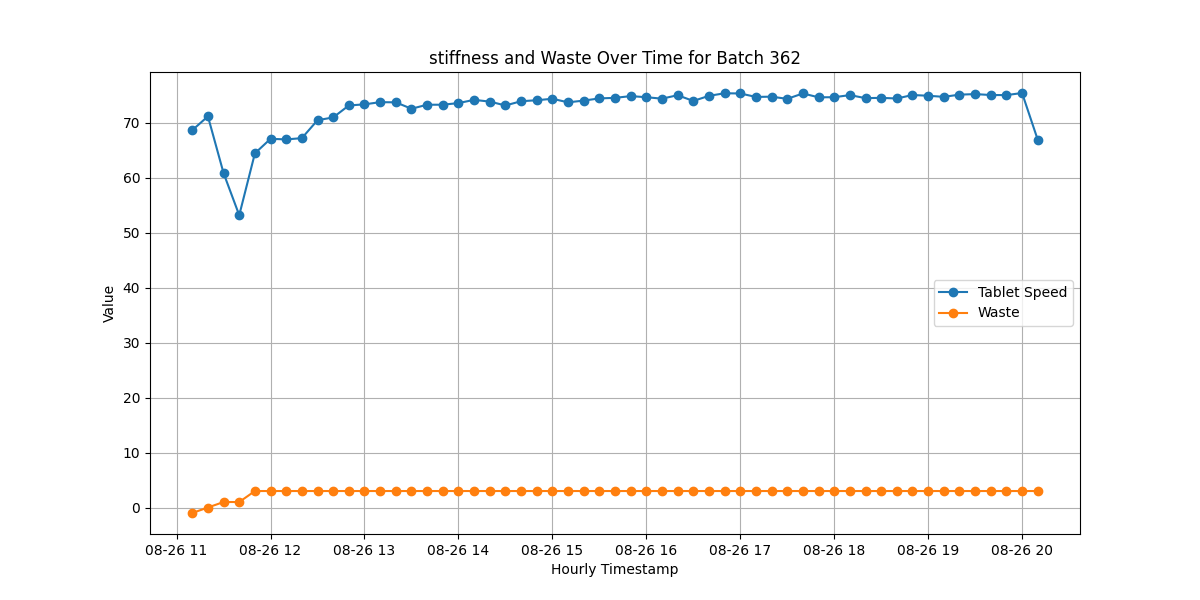 stiffness and Waste Over Time for Batch 362
Value
70
60
50
40
30
20
10
0
Tablet Speed
Waste
08-26 11 08-26 12 08-26 13 08-26 14 08-26 15 08-26 16 08-26 17 08-26 18 08-26 19 08-26 20
Hourly Timestamp